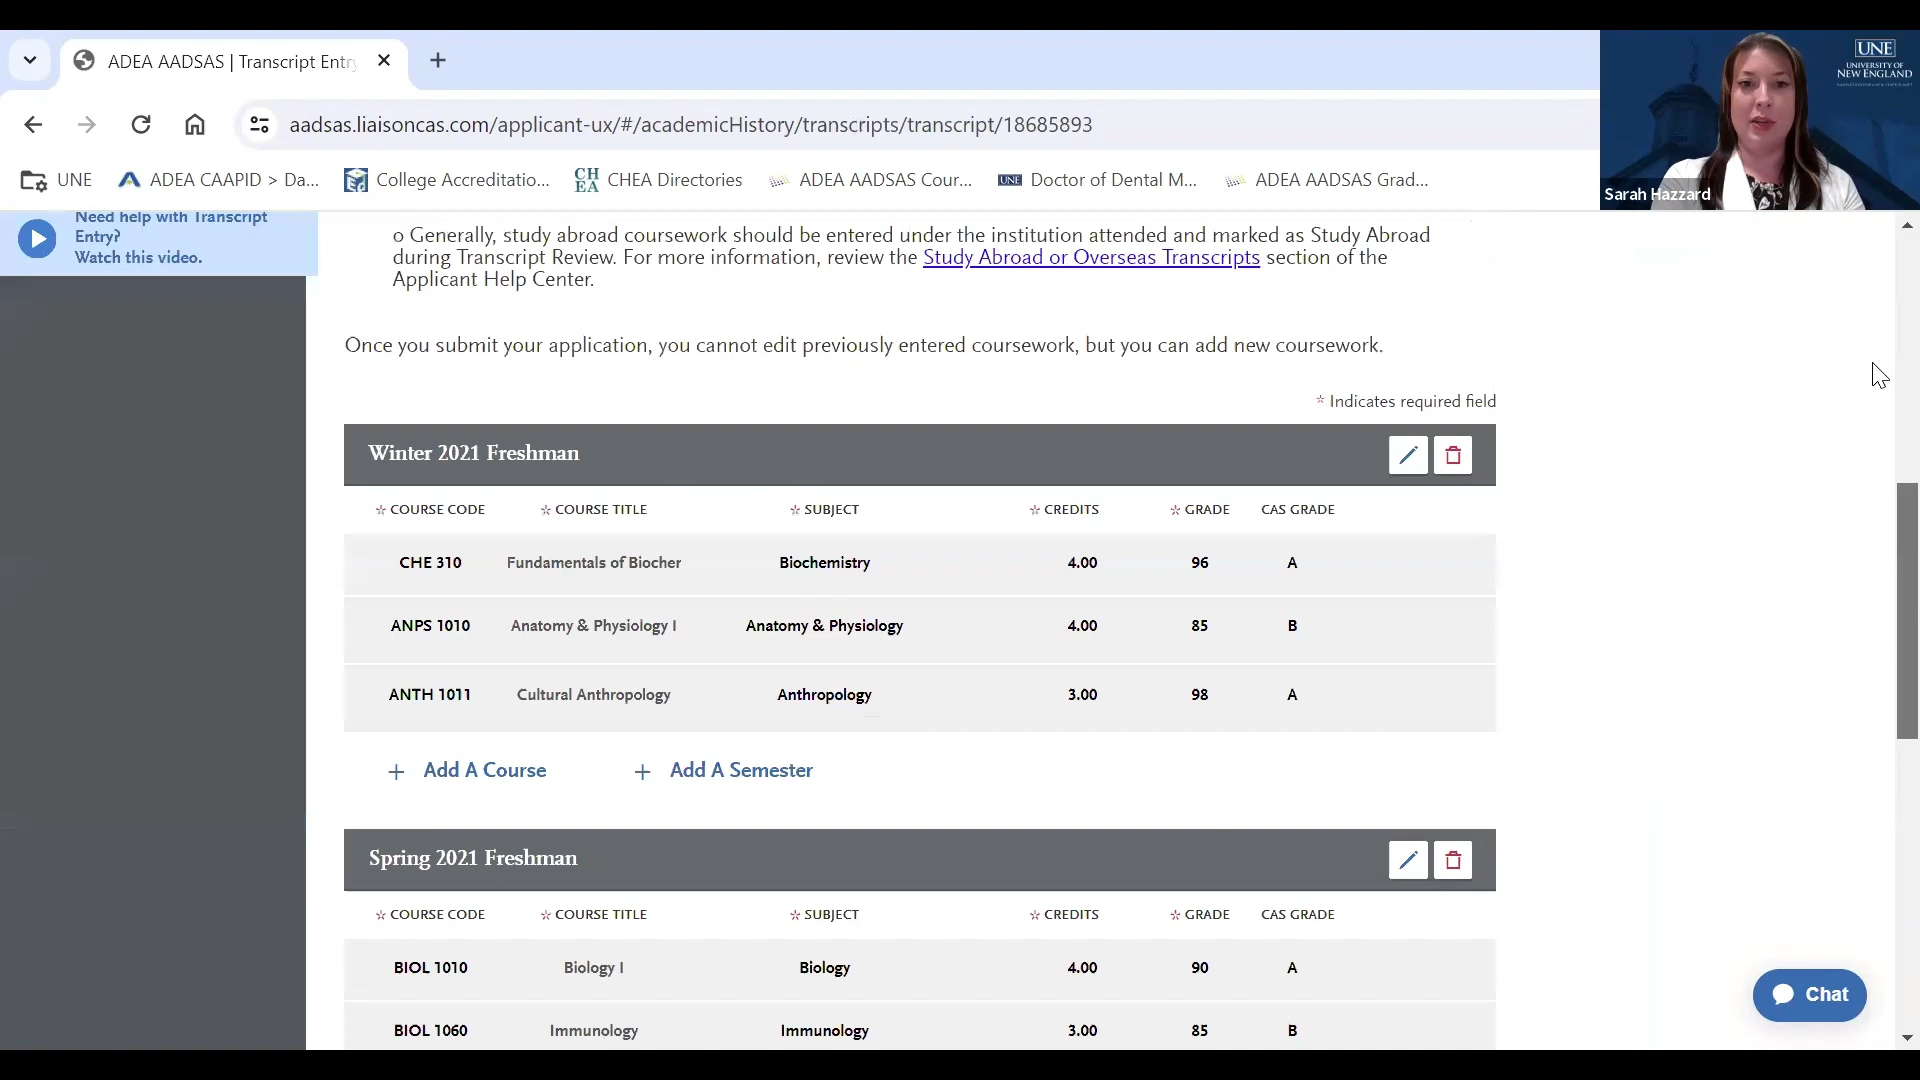 ADEA AADSAS | Transcript Entry
aadsas.liaisoncas.com/applicant-ux/#/academicHistory/transcripts/transcript/18685893
UNE
ADEA CAAPID > Da...
College Accreditatio...
CHEA
CHEA Directories
ADEA AADSAS Cour...
UNE
Doctor of Dental M...
ADEA AADSAS Grad...
UNE
UNIVERSITY OF
NEW ENGLAND
Sarah Hazzard
Need help with Transcript
Entry?
Watch this video.
o Generally, study abroad coursework should be entered under the institution attended and marked as Study Abroad
during Transcript Review. For more information, review the Study Abroad or Overseas Transcripts section of the
Applicant Help Center.
Once you submit your application, you cannot edit previously entered coursework, but you can add new coursework.
* Indicates required field
Winter 2021 Freshman
* COURSE CODE * COURSE TITLE * SUBJECT * CREDITS * GRADE CAS GRADE
CHE 310 Fundamentals of Biocher Biochemistry 4.00 96 A
ANPS 1010 Anatomy & Physiology I Anatomy & Physiology 4.00 85 B
ANTH 1011 Cultural Anthropology Anthropology 3.00 98 A
+ Add A Course + Add A Semester
Spring 2021 Freshman
* COURSE CODE * COURSE TITLE * SUBJECT * CREDITS * GRADE CAS GRADE
BIOL 1010 Biology I Biology 4.00 90 A
BIOL 1060 Immunology Immunology 3.00 85 B
Chat